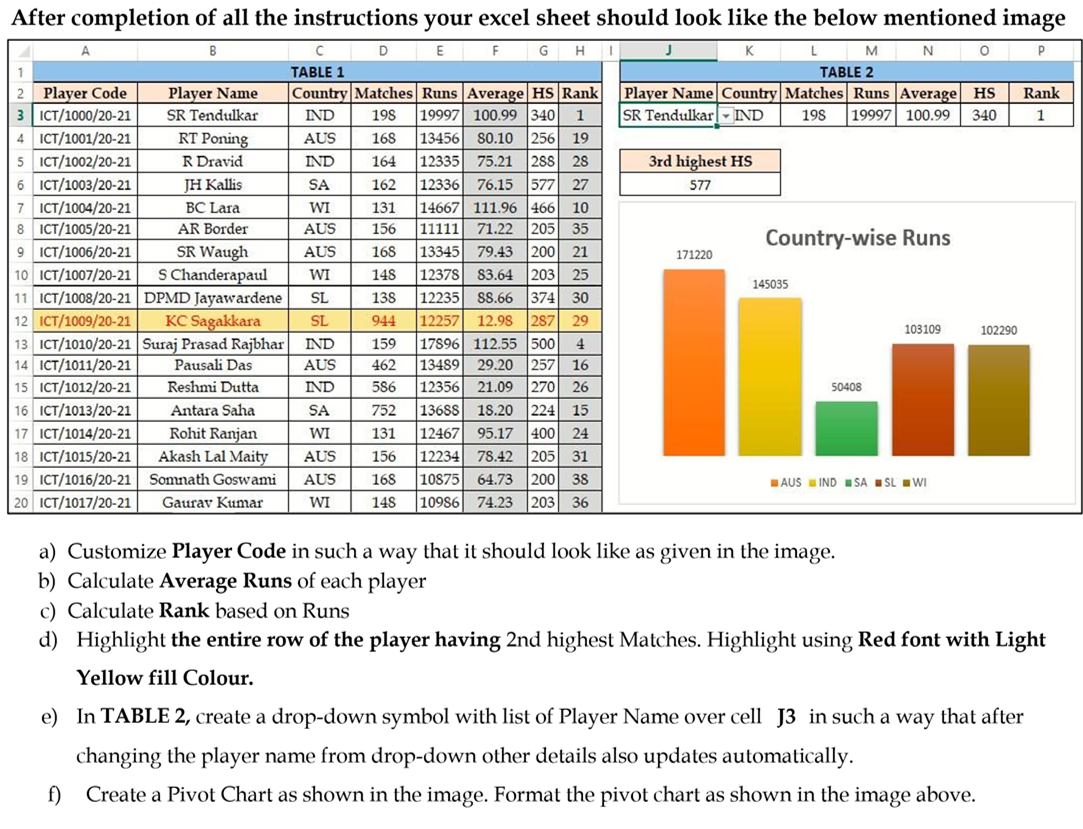 After completion of all the instructions your excel sheet should look like the below mentioned image
A B C D E F G H I J K L M N O P
1 TABLE 1 TABLE 2
2 Player Code Player Name Country Matches Runs Average HS Rank Player Name Country Matches Runs Average HS Rank
3 ICT/1000/20-21 SR Tendulkar IND 198 19997 100.99 340 1 SR Tendulkar IND 198 19997 100.99 340 1
4 ICT/1001/20-21 RT Poning AUS 168 13456 80.10 256 19
5 ICT/1002/20-21 R Dravid IND 164 12335 75.21 288 28 3rd highest HS
6 ICT/1003/20-21 JH Kallis SA 162 12336 76.15 577 27 577
7 ICT/1004/20-21 BC Lara WI 131 14667 111.96 466 10
8 ICT/1005/20-21 AR Border AUS 156 11111 71.22 205 35
9 ICT/1006/20-21 SR Waugh AUS 168 13345 79.43 200 21
10 ICT/1007/20-21 S Chanderapaul WI 148 12378 83.64 203 25
11 ICT/1008/20-21 DPMD Jayawardene SL 138 12235 88.66 374 30
12 ICT/1009/20-21 KC Sagakkara SL 944 12257 12.98 287 29
13 ICT/1010/20-21 Suraj Prasad Rajbhar IND 159 17896 112.55 500 4
14 ICT/1011/20-21 Pausali Das AUS 462 13489 29.20 257 16
15 ICT/1012/20-21 Reshmi Dutta IND 586 12356 21.09 270 26
16 ICT/1013/20-21 Antara Saha SA 752 13688 18.20 224 15
17 ICT/1014/20-21 Rohit Ranjan WI 131 12467 95.17 400 24
18 ICT/1015/20-21 Akash Lal Maity AUS 156 12234 78.42 205 31
19 ICT/1016/20-21 Somnath Goswami AUS 168 10875 64.73 200 38
20 ICT/1017/20-21 Gaurav Kumar WI 148 10986 74.23 203 36
Country-wise Runs
171220
145035
103109 102290
50408
AUS IND SA SL WI
a) Customize Player Code in such a way that it should look like as given in the image.
b) Calculate Average Runs of each player
c) Calculate Rank based on Runs
d) Highlight the entire row of the player having 2nd highest Matches. Highlight using Red font with Light
Yellow fill Colour.
e) In TABLE 2, create a drop-down symbol with list of Player Name over cell J3 in such a way that after
changing the player name from drop-down other details also updates automatically.
f) Create a Pivot Chart as shown in the image. Format the pivot chart as shown in the image above.